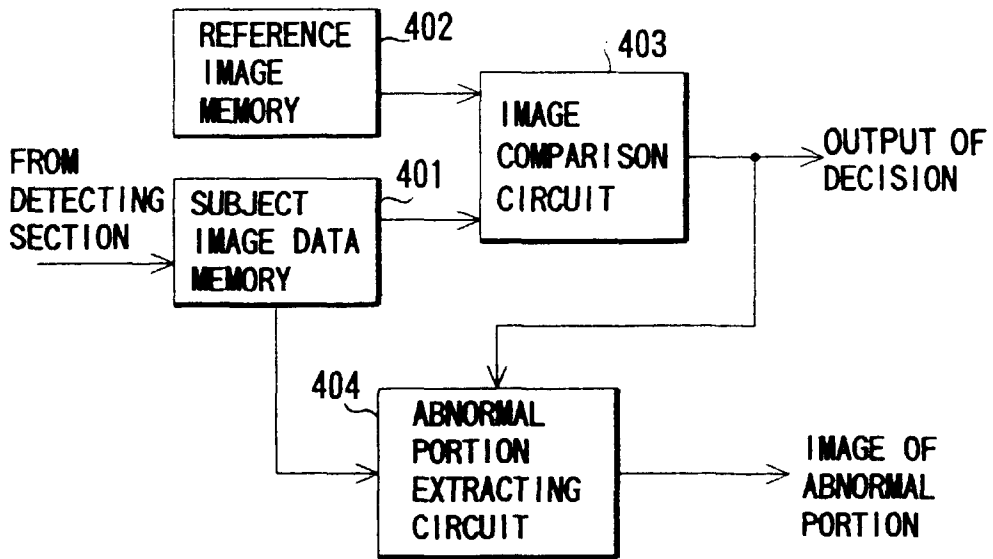 REFERENCE
IMAGE
MEMORY
402
403
IMAGE
COMPARISON
CIRCUIT
OUTPUT OF
DECISION
FROM
DETECTING
SECTION
401
SUBJECT
IMAGE DATA
MEMORY
404
ABNORMAL
PORTION
EXTRACTING
CIRCUIT
IMAGE OF
ABNORMAL
PORTION